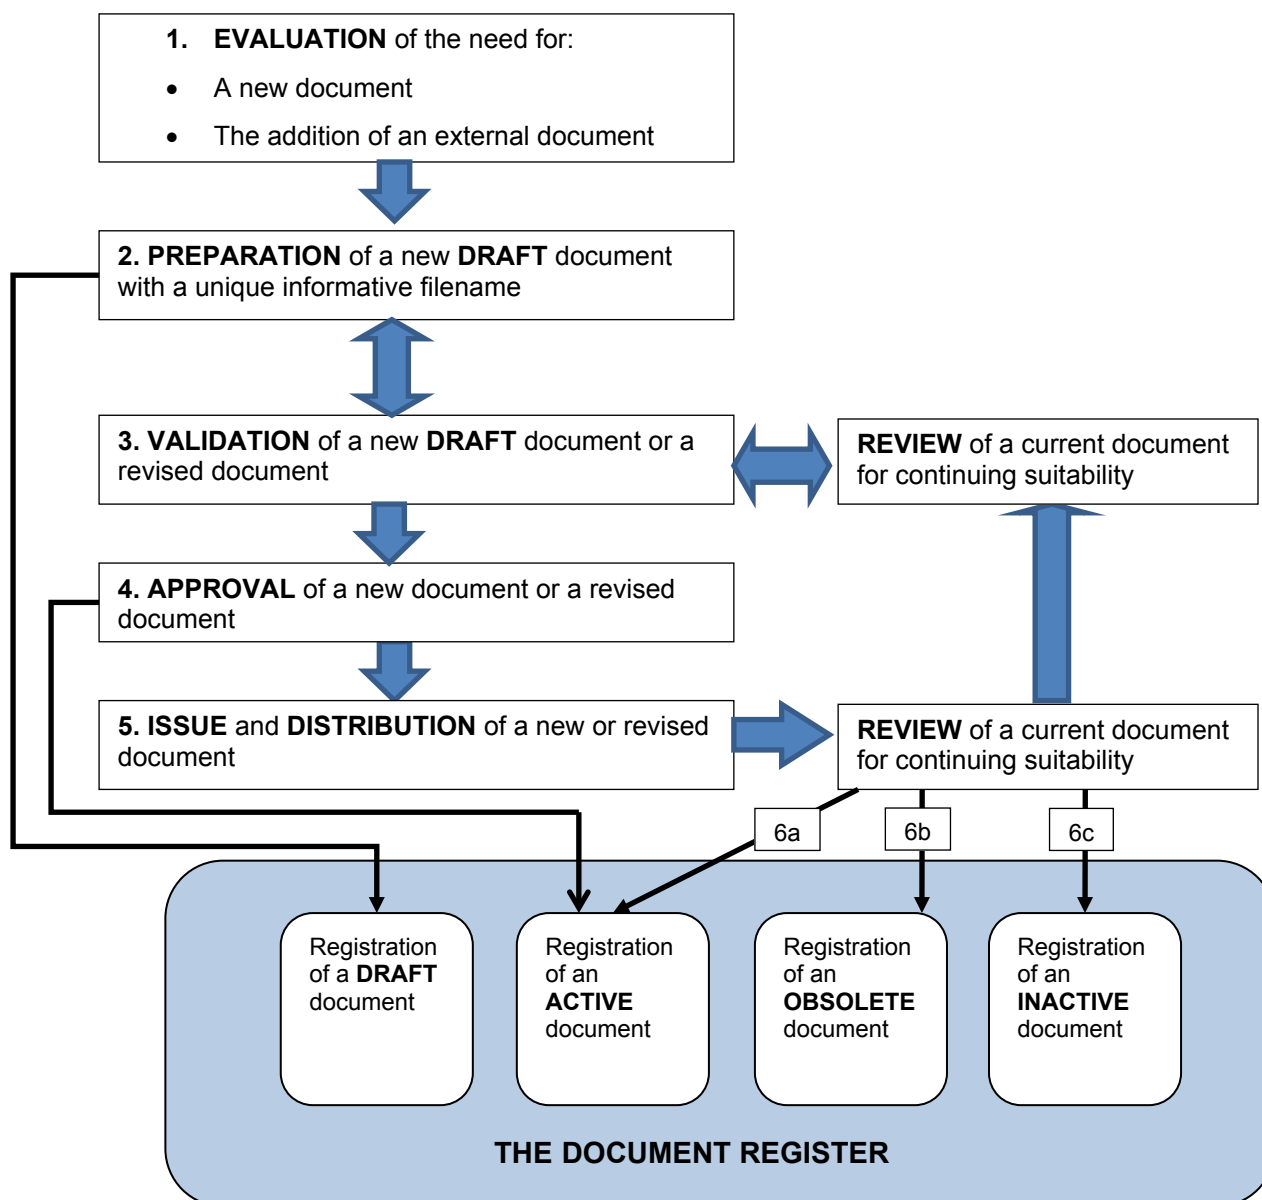 1. EVALUATION of the need for:
• A new document
• The addition of an external document
2. PREPARATION of a new DRAFT document
with a unique informative filename
3. VALIDATION of a new DRAFT document or a
revised document
REVIEW of a current document
for continuing suitability
4. APPROVAL of a new document or a revised
document
5. ISSUE and DISTRIBUTION of a new or revised
document
REVIEW of a current document
for continuing suitability
6a
6b
6c
Registration
of a DRAFT
document
Registration
of an
ACTIVE
document
Registration
of an
OBSOLETE
document
Registration
of an
INACTIVE
document
THE DOCUMENT REGISTER